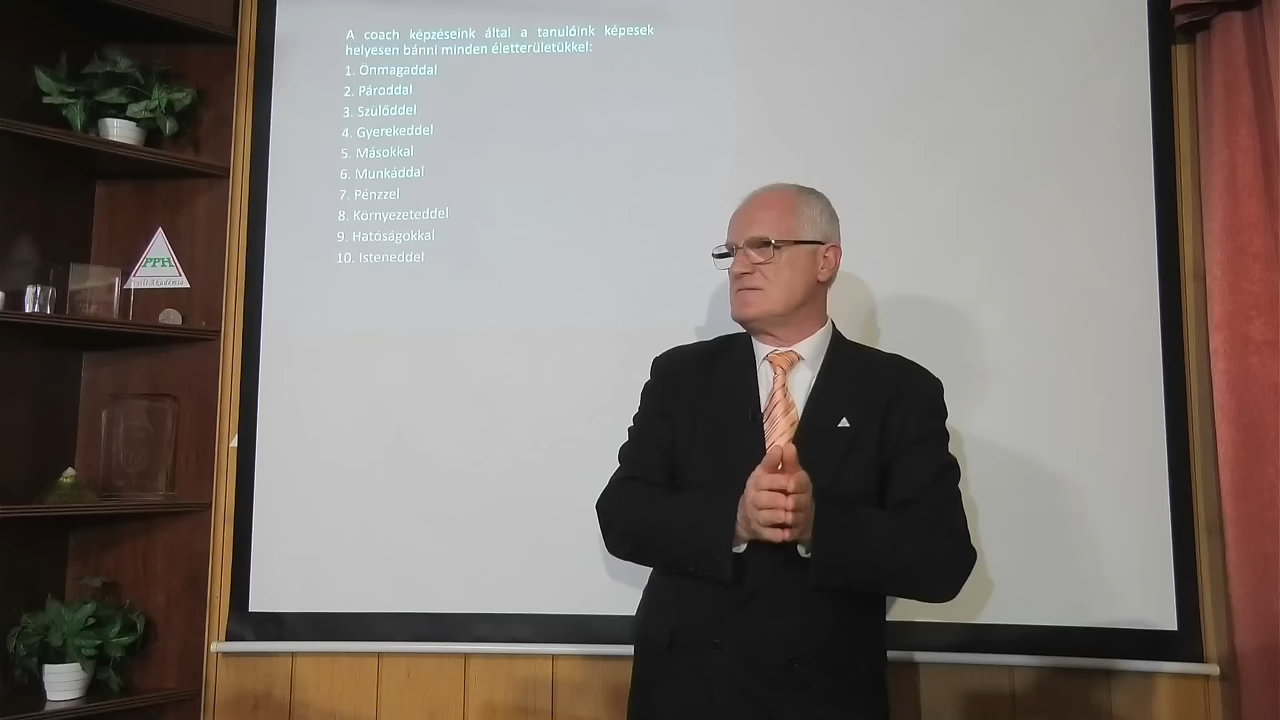 A coach képzéseink által a tanulóink képesek
helyesen bánni minden életterületükkel:
1. Önmagaddal
2. Pároddal
3. Szülőddel
4. Gyerekeddel
5. Másokkal
6. Munkáddal
7. Pénzzel
8. Környezeteddel
9. Hatóságokkal
10. Isteneddel
PPH
Akadémia